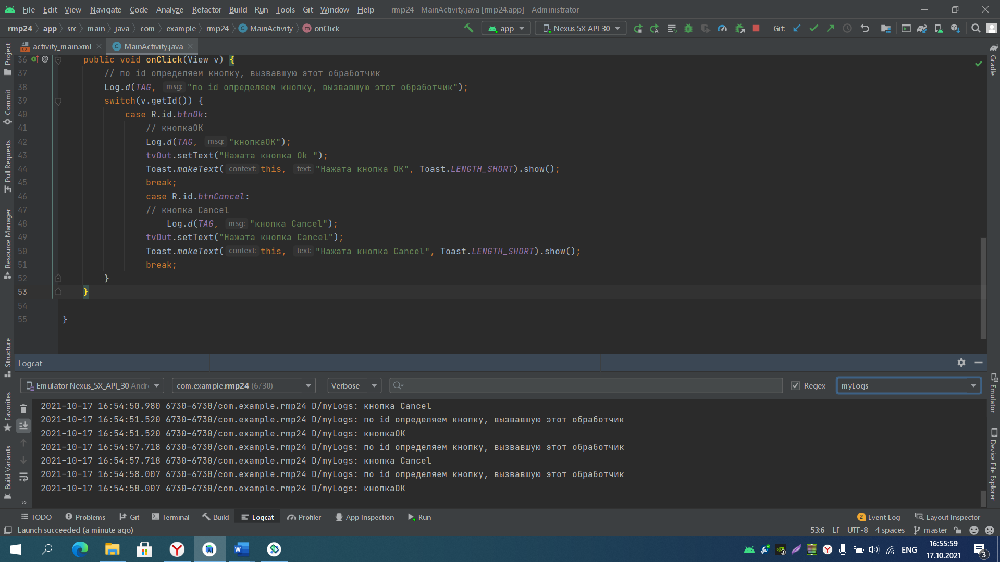 File Edit View Navigate Code Analyze Refactor Build Run Tools Git Window Help rmp24 - MainActivity.java [rmp24.app] - Administrator
rmp24 app src main java com example rmp24 MainActivity onClick app Nexus 5X API 30 Git:
activity_main.xml MainActivity.java
36 public void onClick(View v) {
37 // по id определяем кнопку, вызвавшую этот обработчик
38 Log.d(TAG, msg: "по id определяем кнопку, вызвавшую этот обработчик");
39 switch(v.getId()) {
40 case R.id.btnOk:
41 // кнопкаОК
42 Log.d(TAG, msg: "кнопкаОК");
43 tvOut.setText("Нажата кнопка Ok ");
44 Toast.makeText( context: this, text: "Нажата кнопка ОК", Toast.LENGTH_SHORT).show();
45 break;
46 case R.id.btnCancel:
47 // кнопка Cancel
48 Log.d(TAG, msg: "кнопка Cancel");
49 tvOut.setText("Нажата кнопка Cancel");
50 Toast.makeText( context: this, text: "Нажата кнопка Cancel", Toast.LENGTH_SHORT).show();
51 break;
52 }
53 }
54
55 }
Project
Commit
Pull Requests
Resource Manager
Structure
Favorites
Build Variants
Gradle
Emulator
Device File Explorer
Logcat
Emulator Nexus_5X_API_30 Andr com.example.rmp24 (6730) Verbose Regex myLogs
2021-10-17 16:54:50.980 6730-6730/com.example.rmp24 D/myLogs: кнопка Cancel
2021-10-17 16:54:51.520 6730-6730/com.example.rmp24 D/myLogs: по id определяем кнопку, вызвавшую этот обработчик
2021-10-17 16:54:51.520 6730-6730/com.example.rmp24 D/myLogs: кнопкаОК
2021-10-17 16:54:57.718 6730-6730/com.example.rmp24 D/myLogs: по id определяем кнопку, вызвавшую этот обработчик
2021-10-17 16:54:57.718 6730-6730/com.example.rmp24 D/myLogs: кнопка Cancel
2021-10-17 16:54:58.007 6730-6730/com.example.rmp24 D/myLogs: по id определяем кнопку, вызвавшую этот обработчик
2021-10-17 16:54:58.007 6730-6730/com.example.rmp24 D/myLogs: кнопкаОК
TODO Problems Git Terminal Build Logcat Profiler App Inspection Run 2 Event Log Layout Inspector
Launch succeeded (a minute ago) 53:6 LF UTF-8 4 spaces master
ENG 16:55:59
17.10.2021 3